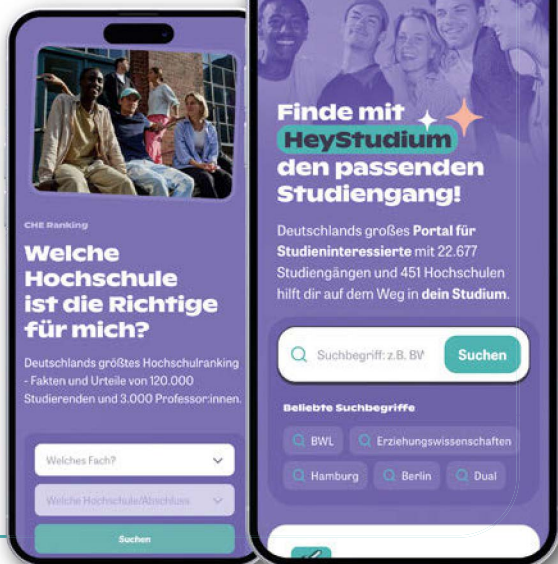 CHE Ranking
Welche
Hochschule
ist die Richtige
für mich?
Deutschlands größtes Hochschulranking
- Fakten und Urteile von 120.000
Studierenden und 3.000 Professor:innen.
Welches Fach?
Welche Hochschule/Abschluss
Suchen
Finde mit
HeyStudium
den passenden
Studiengang!
Deutschlands großes Portal für
Studieninteressierte mit 22.677
Studiengängen und 451 Hochschulen
hilft dir auf dem Weg in dein Studium.
Suchbegriff: z.B. BW
Suchen
Beliebte Suchbegriffe
BWL Erziehungswissenschaften
Hamburg Berlin Dual